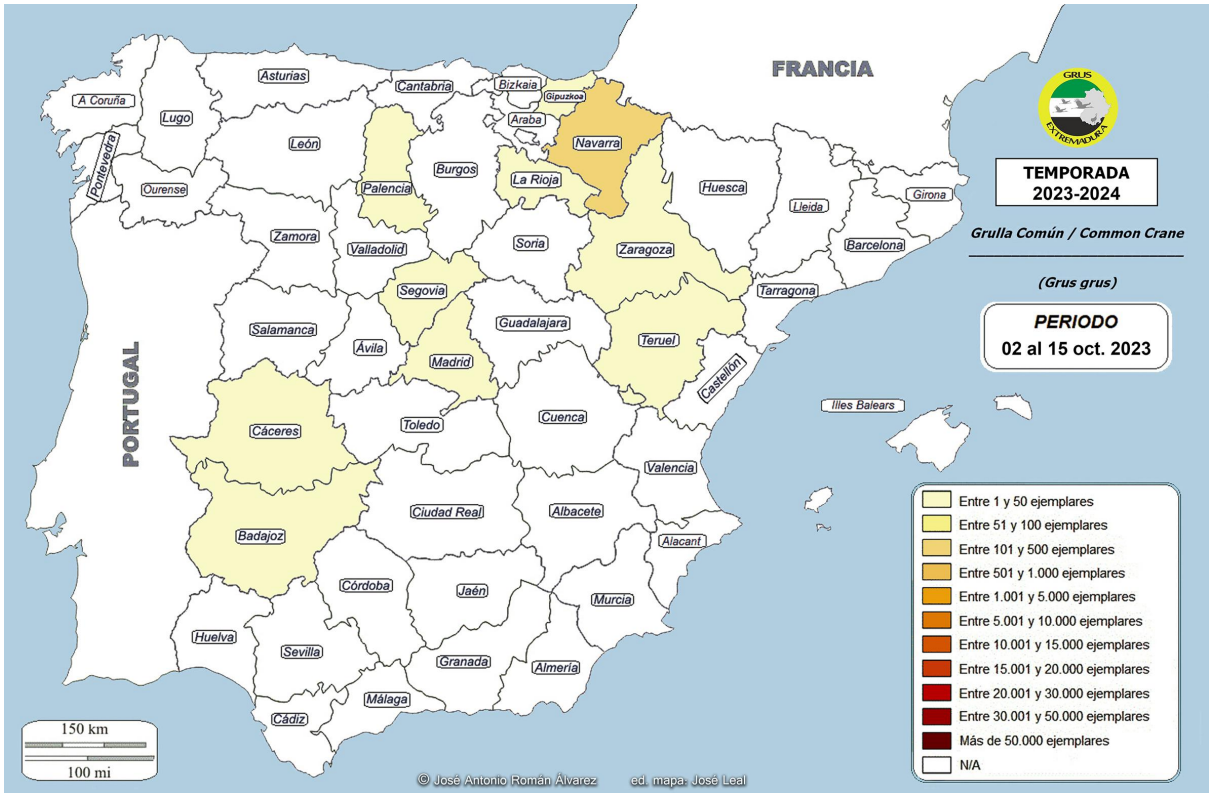 FRANCIA
PORTUGAL
A Coruña
Lugo
Asturias
Cantabria
Bizkaia
Gipuzkoa
Araba
Navarra
Pontevedra
Ourense
León
Palencia
Burgos
La Rioja
Huesca
Lleida
Girona
Barcelona
Zamora
Valladolid
Soria
Zaragoza
Tarragona
Segovia
Salamanca
Ávila
Madrid
Guadalajara
Teruel
Castellón
Illes Balears
Cáceres
Toledo
Cuenca
Valencia
Badajoz
Ciudad Real
Albacete
Alacant
Córdoba
Jaén
Murcia
Huelva
Sevilla
Granada
Almería
Málaga
Cádiz
GRUS
EXTREMADURA
TEMPORADA
2023-2024
Grulla Común / Common Crane
(Grus grus)
PERIODO
02 al 15 oct. 2023
Entre 1 y 50 ejemplares
Entre 51 y 100 ejemplares
Entre 101 y 500 ejemplares
Entre 501 y 1.000 ejemplares
Entre 1.001 y 5.000 ejemplares
Entre 5.001 y 10.000 ejemplares
Entre 10.001 y 15.000 ejemplares
Entre 15.001 y 20.000 ejemplares
Entre 20.001 y 30.000 ejemplares
Entre 30.001 y 50.000 ejemplares
Más de 50.000 ejemplares
N/A
150 km
100 mi
© José Antonio Román Álvarez ed. mapa: José Leal